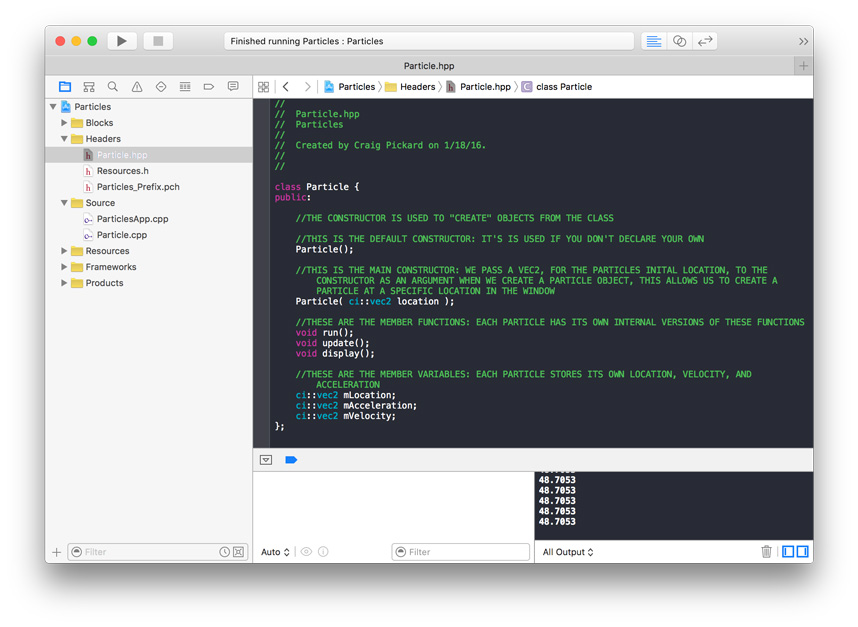 Finished running Particles : Particles
Particle.hpp
Particles
Headers
Particle.hpp
C
class Particle
Particles
Blocks
Headers
h Particle.hpp
h Resources.h
h Particles_Prefix.pch
Source
ParticlesApp.cpp
Particle.cpp
Resources
Frameworks
Products
Filter
//
// Particle.hpp
// Particles
//
// Created by Craig Pickard on 1/18/16.
//
//
class Particle {
public:
//THE CONSTRUCTOR IS USED TO "CREATE" OBJECTS FROM THE CLASS
//THIS IS THE DEFAULT CONSTRUCTOR: IT'S IS USED IF YOU DON'T DECLARE YOUR OWN
Particle();
//THIS IS THE MAIN CONSTRUCTOR: WE PASS A VEC2, FOR THE PARTICLES INITAL LOCATION, TO THE
CONSTRUCTOR AS AN ARGUMENT WHEN WE CREATE A PARTICLE OBJECT, THIS ALLOWS US TO CREATE A
PARTICLE AT A SPECIFIC LOCATION IN THE WINDOW
Particle( ci::vec2 location );
//THESE ARE THE MEMBER FUNCTIONS: EACH PARTICLE HAS ITS OWN INTERNAL VERSIONS OF THESE FUNCTIONS
void run();
void update();
void display();
//THESE ARE THE MEMBER VARIABLES: EACH PARTICLE STORES ITS OWN LOCATION, VELOCITY, AND
ACCELERATION
ci::vec2 mLocation;
ci::vec2 mAcceleration;
ci::vec2 mVelocity;
};
Auto
Filter
48.7053
48.7053
48.7053
48.7053
48.7053
All Output